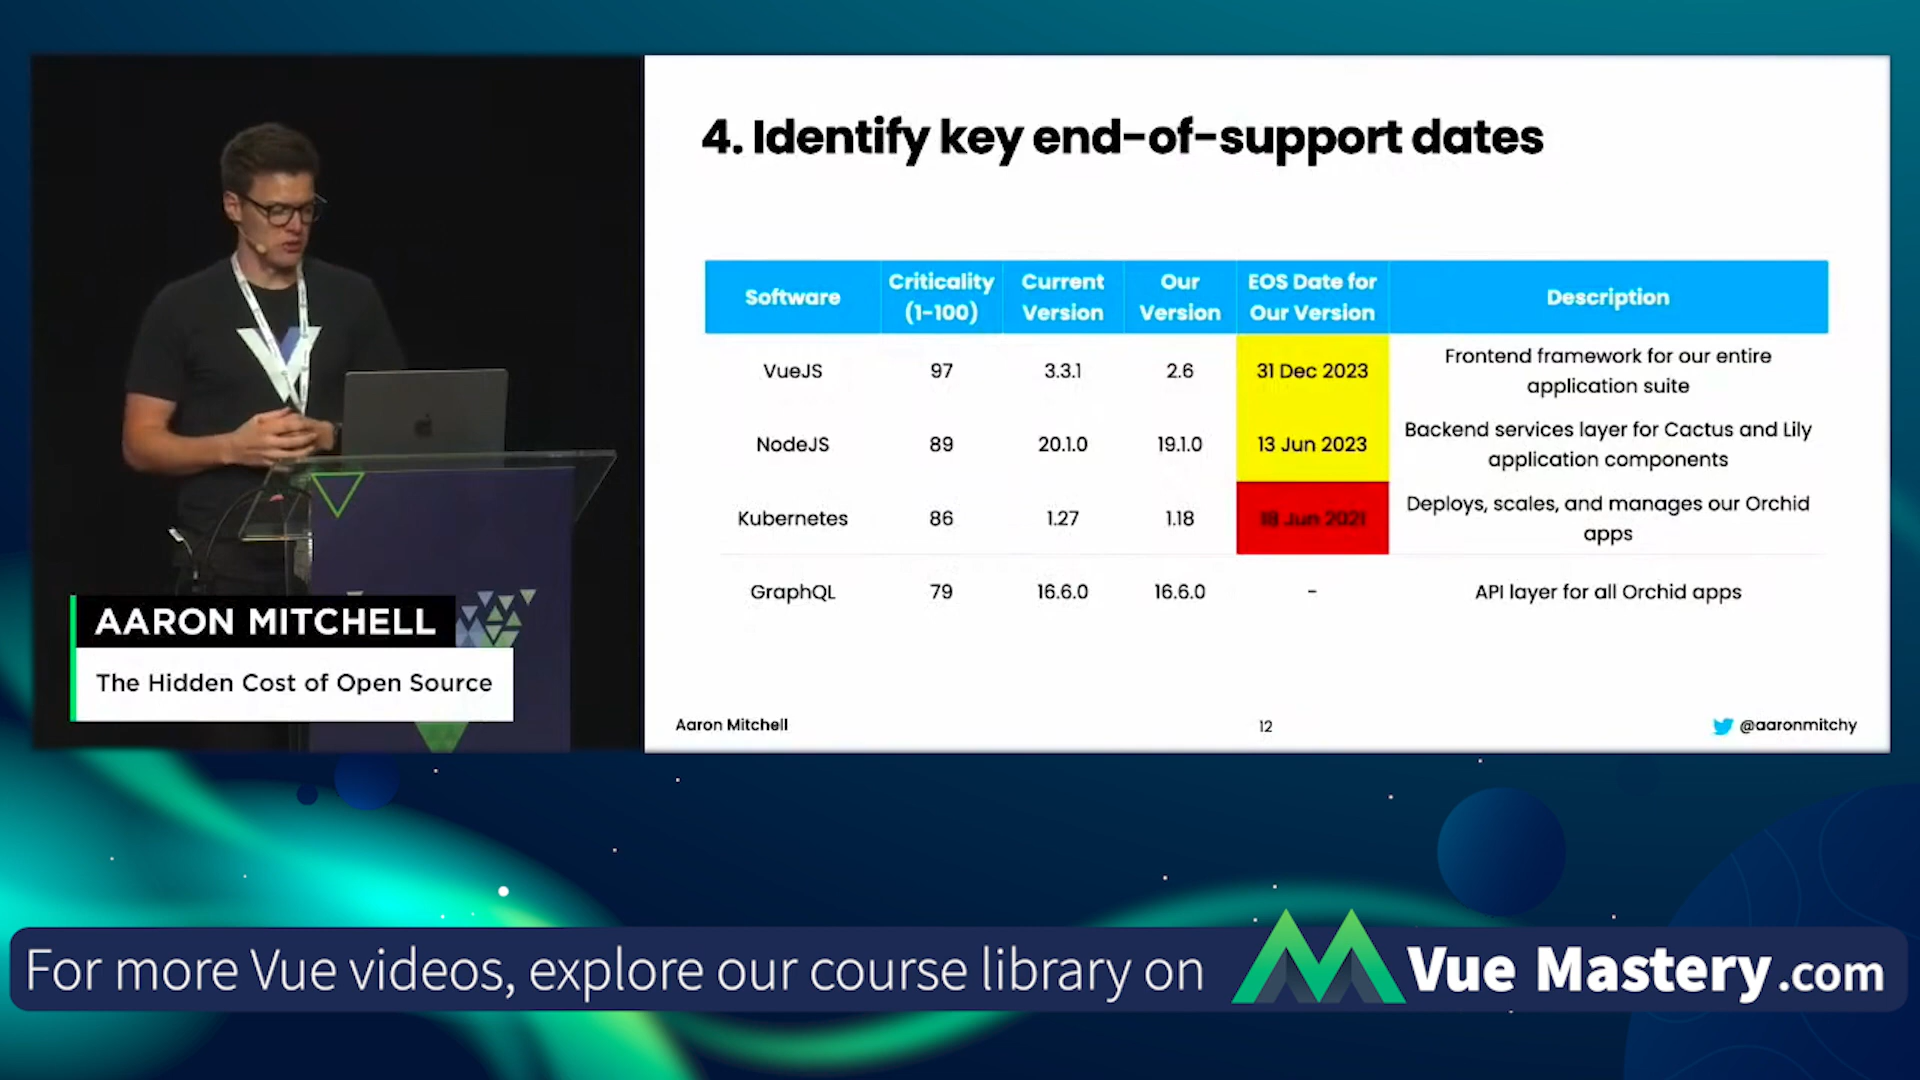 4. Identify key end-of-support dates
Software
Criticality
(1-100)
Current
Version
Our
Version
EOS Date for
Our Version
Description
VueJS
97
3.3.1
2.6
31 Dec 2023
Frontend framework for our entire
application suite
NodeJS
89
20.1.0
19.1.0
13 Jun 2023
Backend services layer for Cactus and Lily
application components
Kubernetes
86
1.27
1.18
18 Jun 2021
Deploys, scales, and manages our Orchid
apps
GraphQL
79
16.6.0
16.6.0
-
API layer for all Orchid apps
Aaron Mitchell
12
@aaronmitchy
AARON MITCHELL
The Hidden Cost of Open Source
For more Vue videos, explore our course library on
Vue Mastery.com